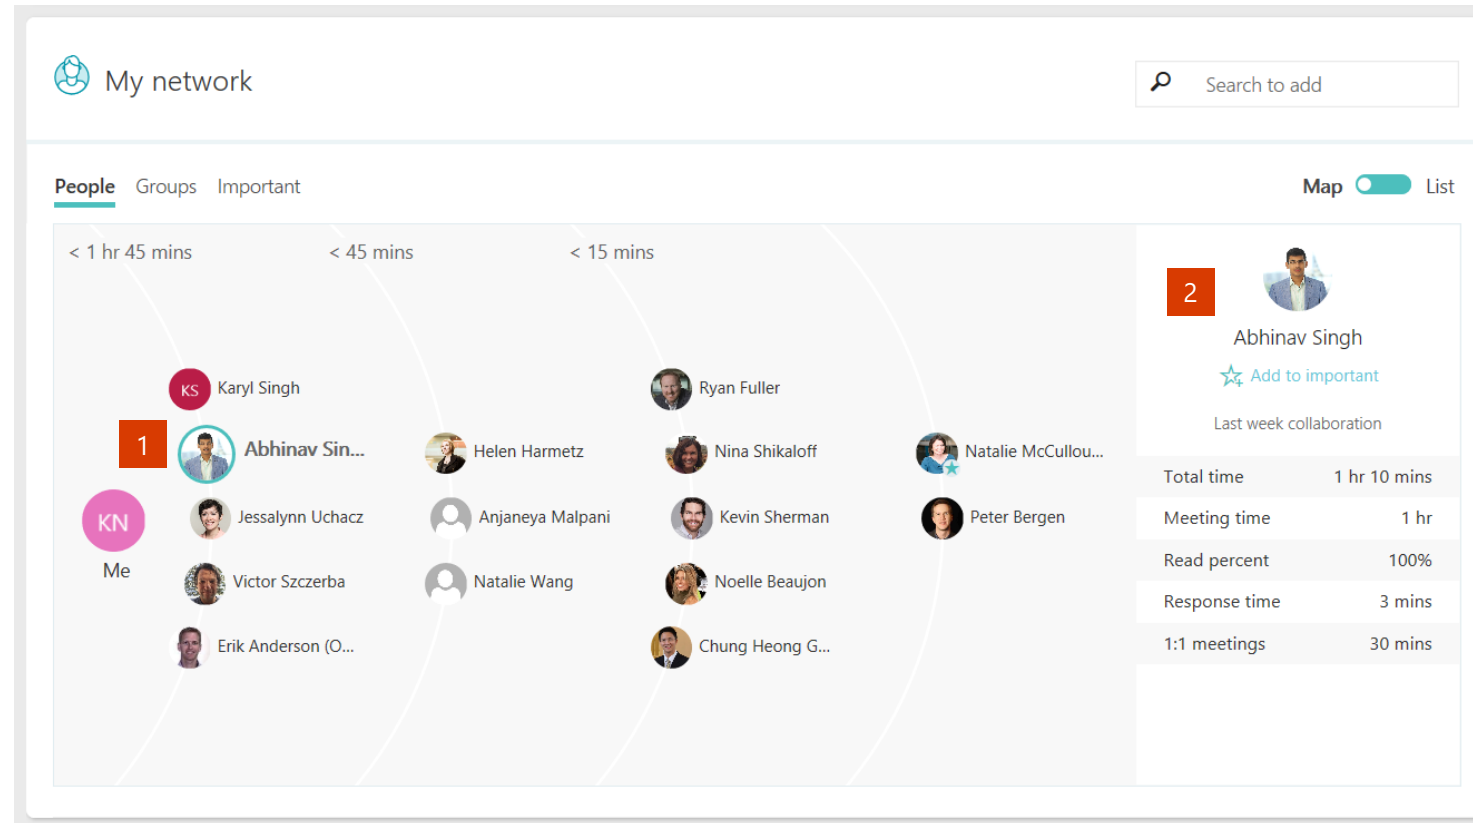 My network
Search to add
People Groups Important
Map List
< 1 hr 45 mins < 45 mins < 15 mins
2
Abhinav Singh
Add to important
Last week collaboration
Total time 1 hr 10 mins
Meeting time 1 hr
Read percent 100%
Response time 3 mins
1:1 meetings 30 mins
KS Karyl Singh
Ryan Fuller
1
Abhinav Sin...
Helen Harmetz
Nina Shikaloff
Natalie McCullou...
KN
Me
Jessalynn Uchacz
Anjaneya Malpani
Kevin Sherman
Peter Bergen
Victor Szczerba
Natalie Wang
Noelle Beaujon
Erik Anderson (O...
Chung Heong G...